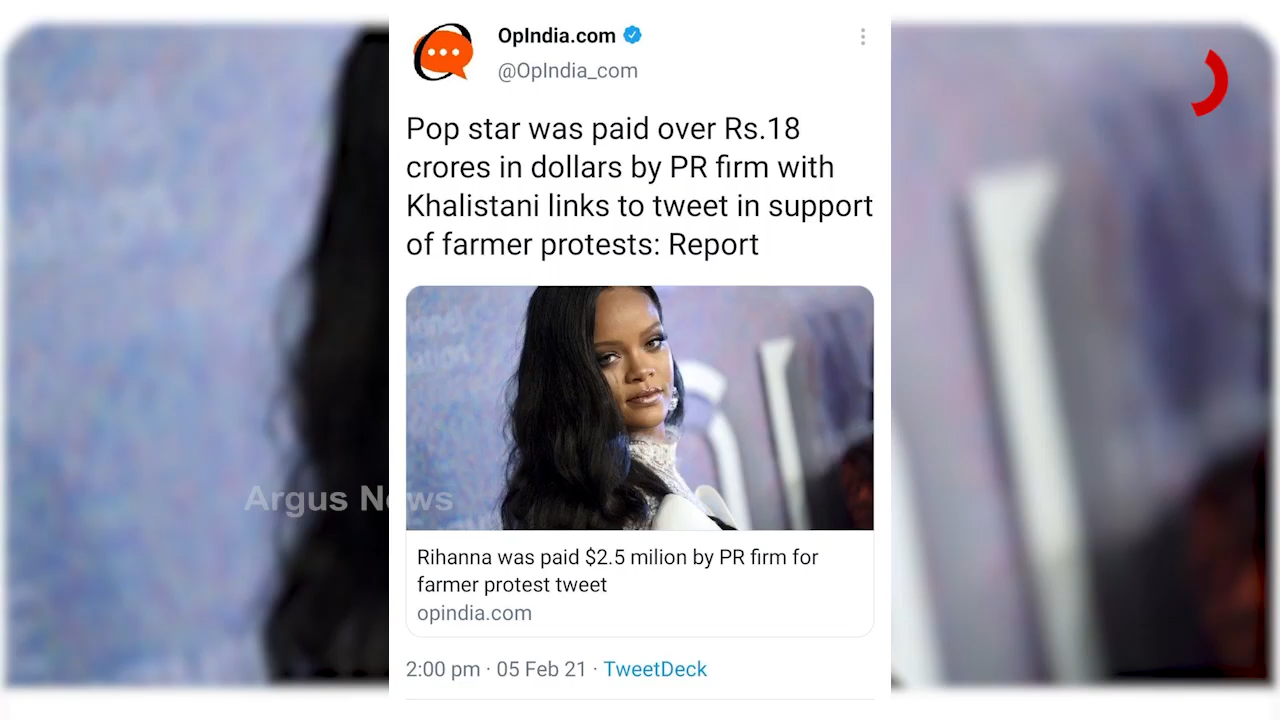 OpIndia.com
@OpIndia_com
Pop star was paid over Rs.18
crores in dollars by PR firm with
Khalistani links to tweet in support
of farmer protests: Report
Argus News
Rihanna was paid $2.5 milion by PR firm for
farmer protest tweet
opindia.com
2:00 pm · 05 Feb 21 · TweetDeck